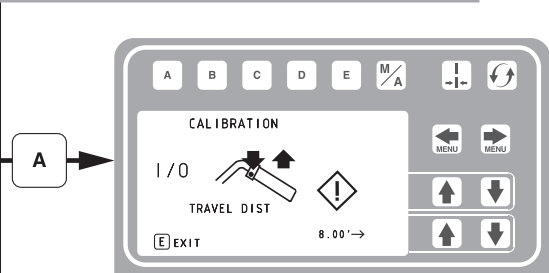 A
A B C D E M/A
CALIBRATION
MENU MENU
I/O
TRAVEL DIST
8.00'→
E EXIT